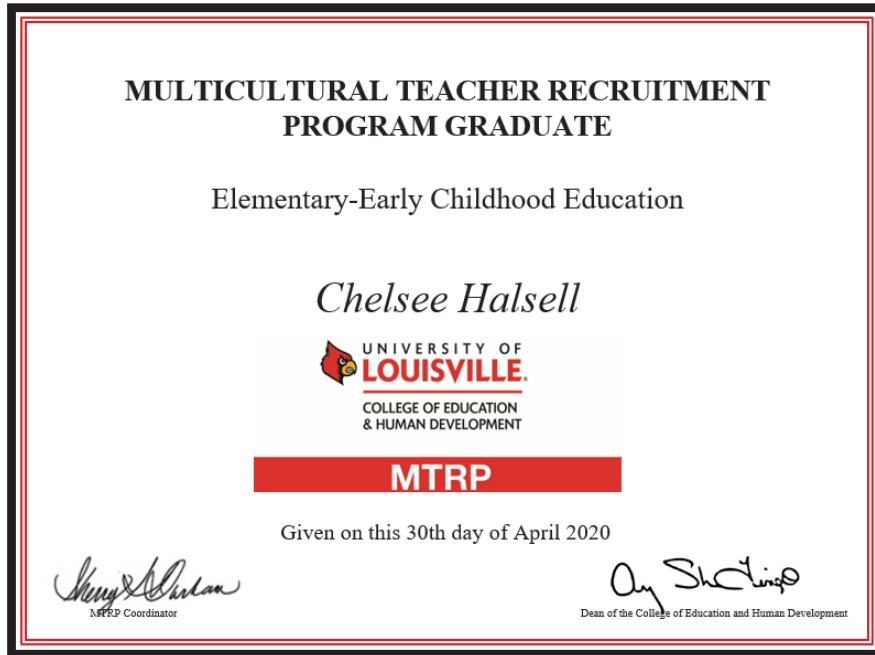 MULTICULTURAL TEACHER RECRUITMENT
PROGRAM GRADUATE
Elementary-Early Childhood Education
Chelsee Halsell
UNIVERSITY OF
LOUISVILLE.
COLLEGE OF EDUCATION
& HUMAN DEVELOPMENT
MTRP
Given on this 30th day of April 2020
MTRP Coordinator
Dean of the College of Education and Human Development